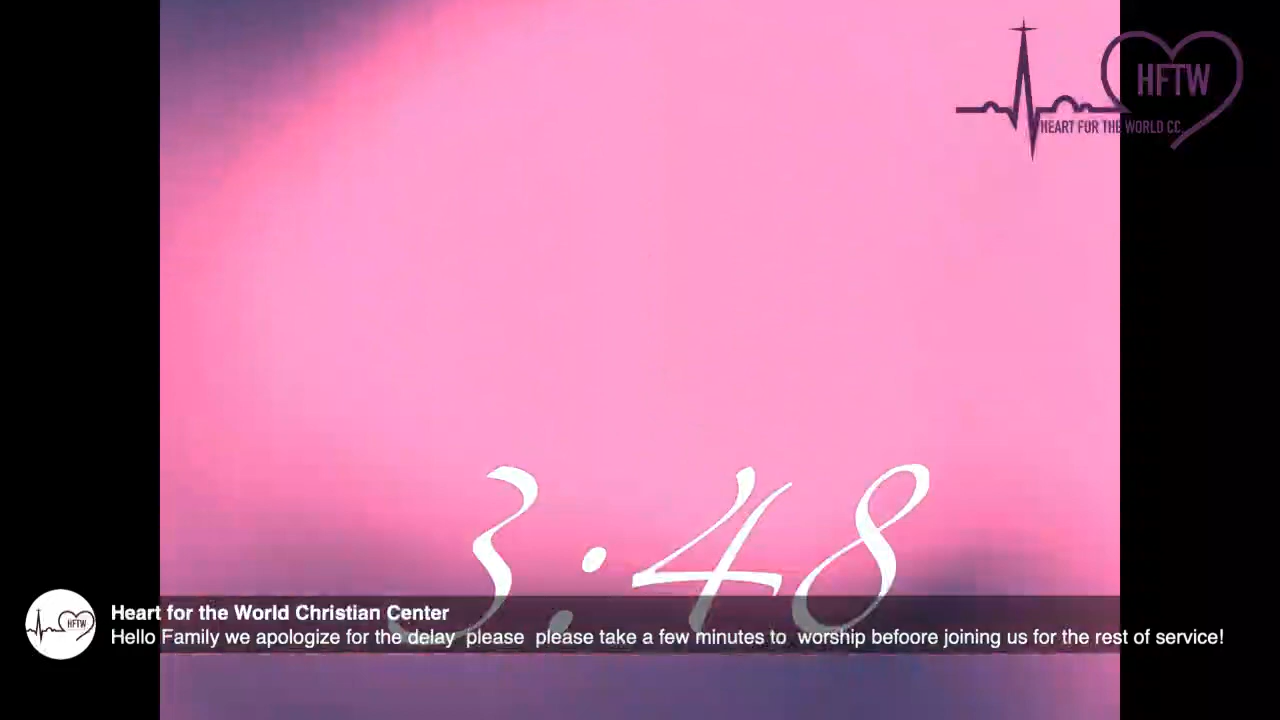 HFTW
HEART FOR THE WORLD CC.
3:48
HFTW
Heart for the World Christian Center
Hello Family we apologize for the delay  please  please take a few minutes to  worship befoore joining us for the rest of service!